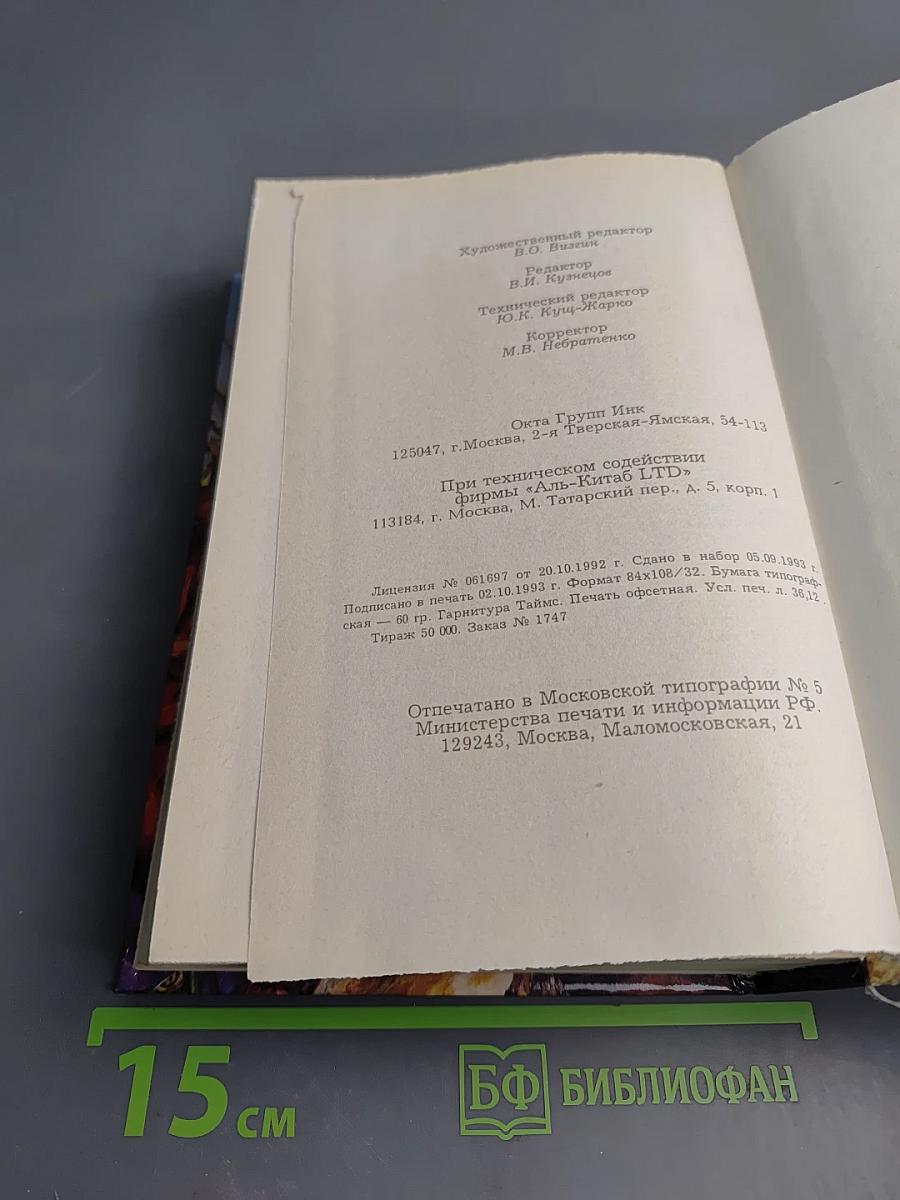 Художественный редактор
В.О. Визгин
Редактор
В.И. Кузнецов
Технический редактор
Ю.К. Кущ-Жарко
Корректор
М.В. Небратенко
Окта Групп Инк
125047, г.Москва, 2-я Тверская-Ямская, 54-113
При техническом содействии
фирмы «Аль-Китаб LTD»
113184, г. Москва, М. Татарский пер., д. 5, корп. 1
Лицензия № 061697 от 20.10.1992 г. Сдано в набор 05.09.1993 г.
Подписано в печать 02.10.1993 г. Формат 84х108/32. Бумага типограф-
ская — 60 гр. Гарнитура Таймс. Печать офсетная. Усл. печ. л. 36,12.
Тираж 50 000. Заказ № 1747
Отпечатано в Московской типографии № 5
Министерства печати и информации РФ.
129243, Москва, Маломосковская, 21
15 см
БФ БИБЛИОФАН